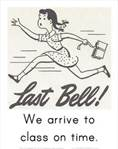 Last Bell!
We arrive to
class on time.